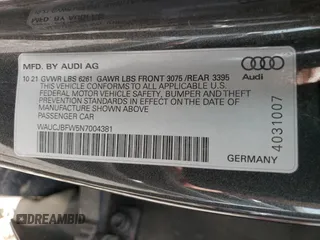 MFD. BY AUDI AG
Audi
10 21 GVWR LBS 6261 GAWR LBS FRONT 3075 /REAR 3395
THIS VEHICLE CONFORMS TO ALL APPLICABLE
FEDERAL MOTOR VEHICLE SAFETY, BUMPER AND
THEFT PREVENTION STANDARDS IN EFFECT ON THE
DATE OF MANUFACTURE SHOWN ABOVE.
PASSENGER CAR
WAUCJBFW5N7004381
GERMANY
4031007
DREAMBID